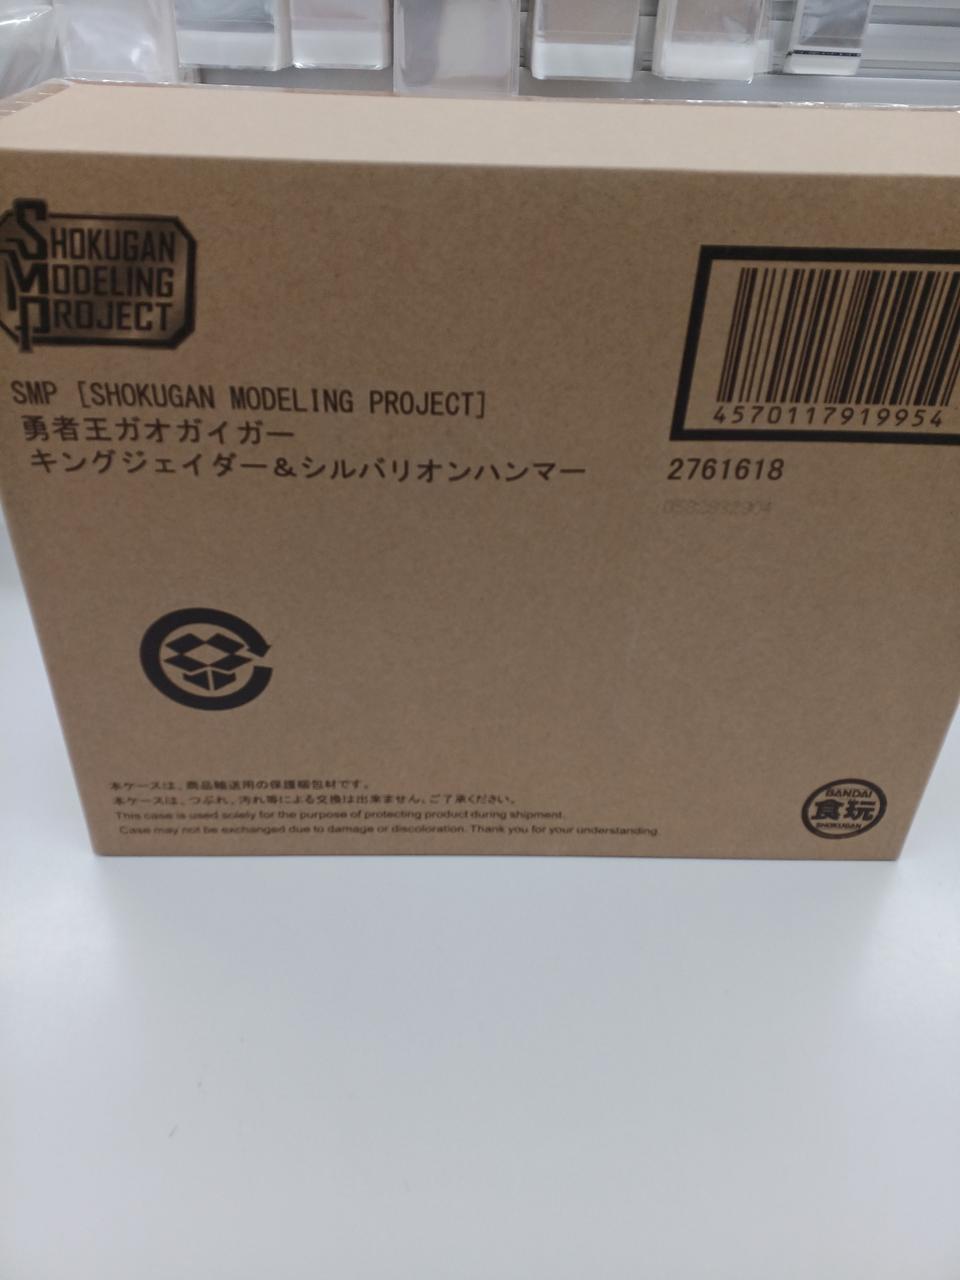 SHOKUGAN
MODELING
PROJECT
SMP [SHOKUGAN MODELING PROJECT]
勇者王ガオガイガー
キングジェイダー＆シルバリオンハンマー
4570117919954
2761618
本ケースは、商品輸送用の保護梱包材です。
本ケースは、つぶれ、汚れ等による交換は出来ません。ご了承ください。
This case is used solely for the purpose of protecting product during shipment.
Case may not be exchanged due to damage or discoloration. Thank you for your understanding.
BANDAI
食玩
SHOKUGAN